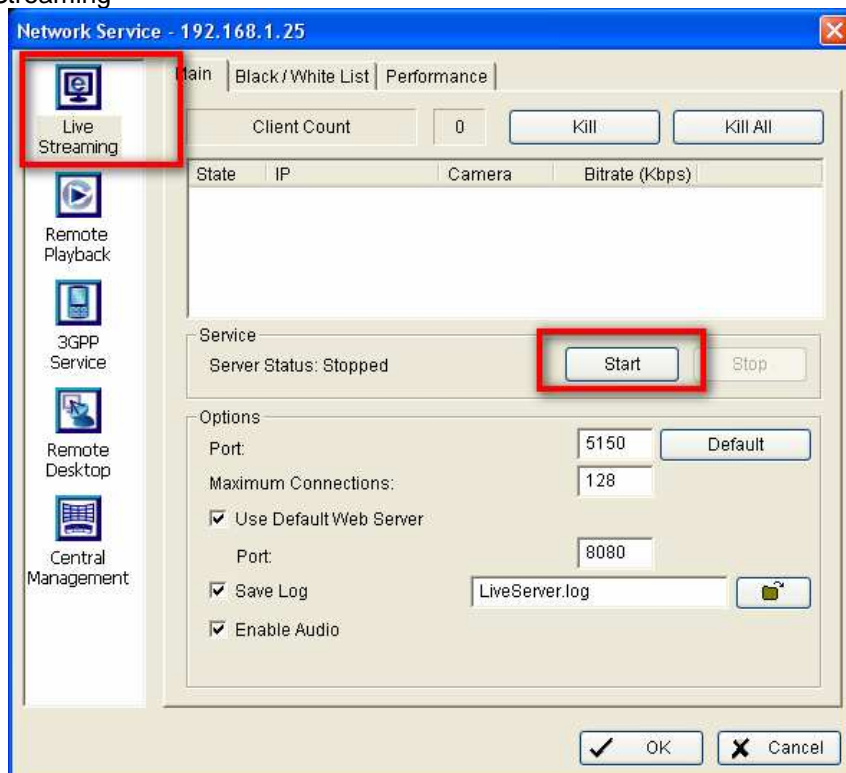 Streaming
Network Service - 192.168.1.25
Live
Streaming
Remote
Playback
3GPP
Service
Remote
Desktop
Central
Management
Main Black / White List Performance
Client Count 0 Kill Kill All
State IP Camera Bitrate (Kbps)
Service
Server Status: Stopped Start Stop
Options
Port: 5150 Default
Maximum Connections: 128
Use Default Web Server
Port: 8080
Save Log LiveServer.log
Enable Audio
OK Cancel